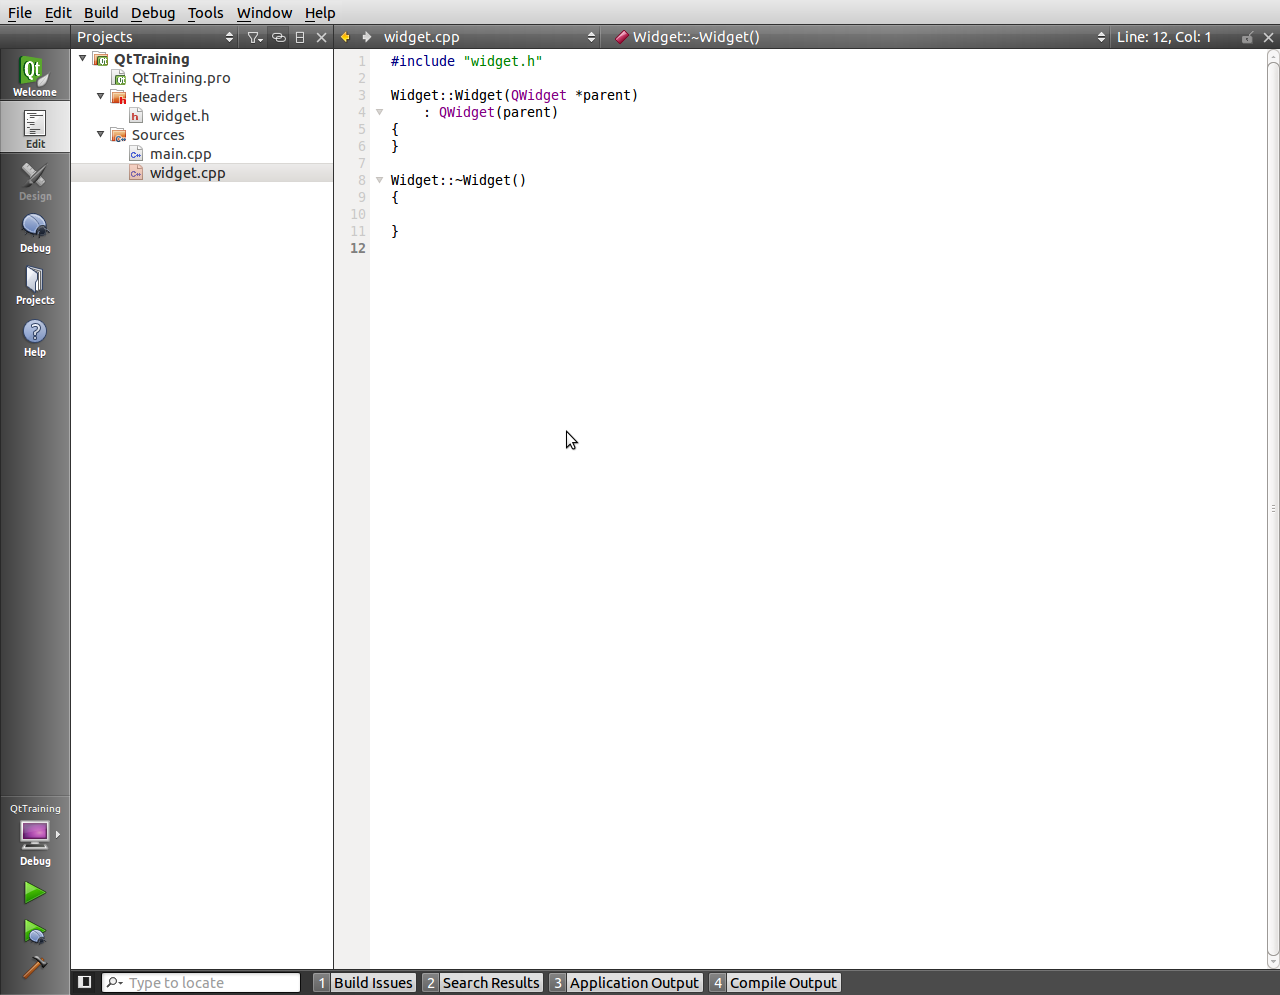 File Edit Build Debug Tools Window Help
Projects widget.cpp Widget::~Widget() Line: 12, Col: 1
Qt
Welcome
Edit
Design
Debug
Projects
Help
QtTraining
Debug
QtTraining
QtTraining.pro
Headers
widget.h
Sources
main.cpp
widget.cpp
1 #include "widget.h"
2
3 Widget::Widget(QWidget *parent)
4     : QWidget(parent)
5 {
6 }
7
8 Widget::~Widget()
9 {
10
11 }
12
Type to locate 1 Build Issues 2 Search Results 3 Application Output 4 Compile Output